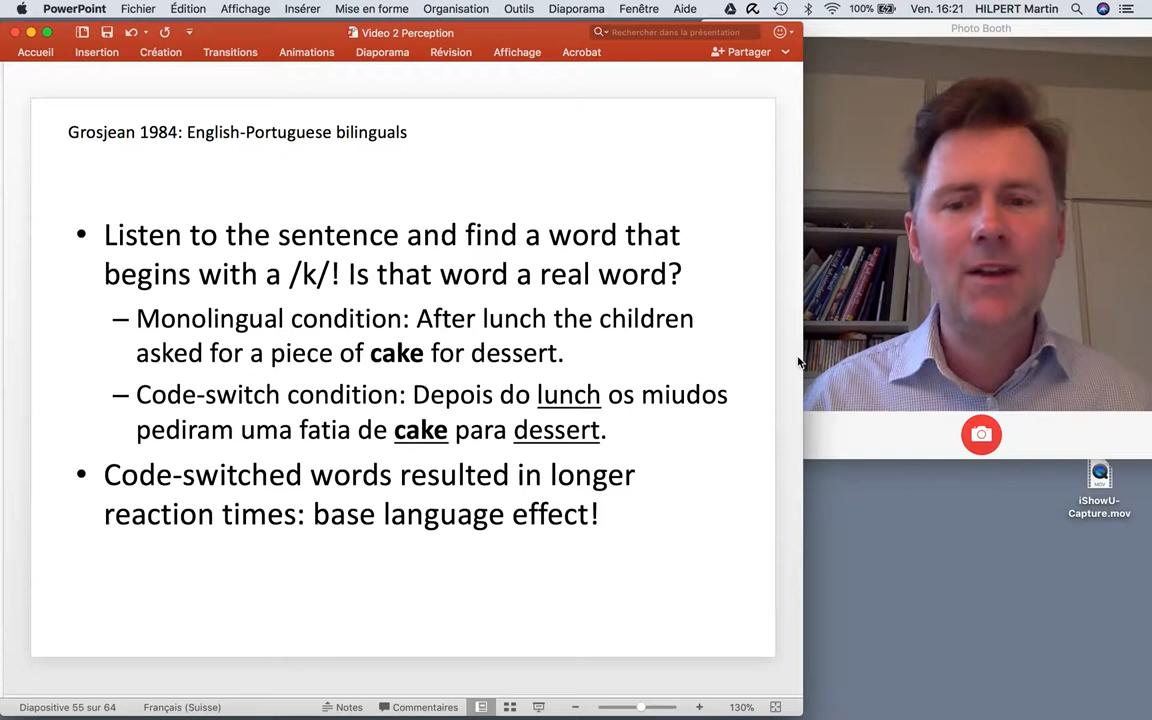 PowerPoint Fichier Édition Affichage Insérer Mise en forme Organisation Outils Diaporama Fenêtre Aide 100% Ven. 16:21 HILPERT Martin
Photo Booth
Video 2 Perception
Rechercher dans la présentation
Accueil Insertion Création Transitions Animations Diaporama Révision Affichage Acrobat Partager
Grosjean 1984: English-Portuguese bilinguals
• Listen to the sentence and find a word that
begins with a /k/! Is that word a real word?
– Monolingual condition: After lunch the children
asked for a piece of cake for dessert.
– Code-switch condition: Depois do lunch os miudos
pediram uma fatia de cake para dessert.
• Code-switched words resulted in longer
reaction times: base language effect!
MOV
iShowU-
Capture.mov
Diapositive 55 sur 64 Français (Suisse) Notes Commentaires 130%